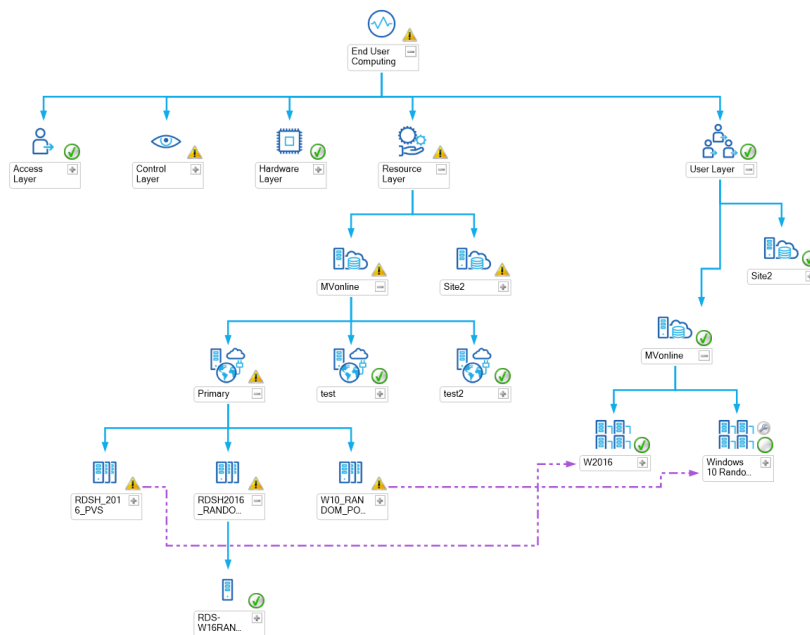 End User
Computing
Access
Layer
Control
Layer
Hardware
Layer
Resource
Layer
User Layer
MVonline
Site2
Site2
MVonline
Primary
test
test2
W2016
Windows
10 Rando...
RDSH_201
6_PVS
RDSH2016
_RANDO...
W10_RAN
DOM_PO...
RDS-
W16RAN...